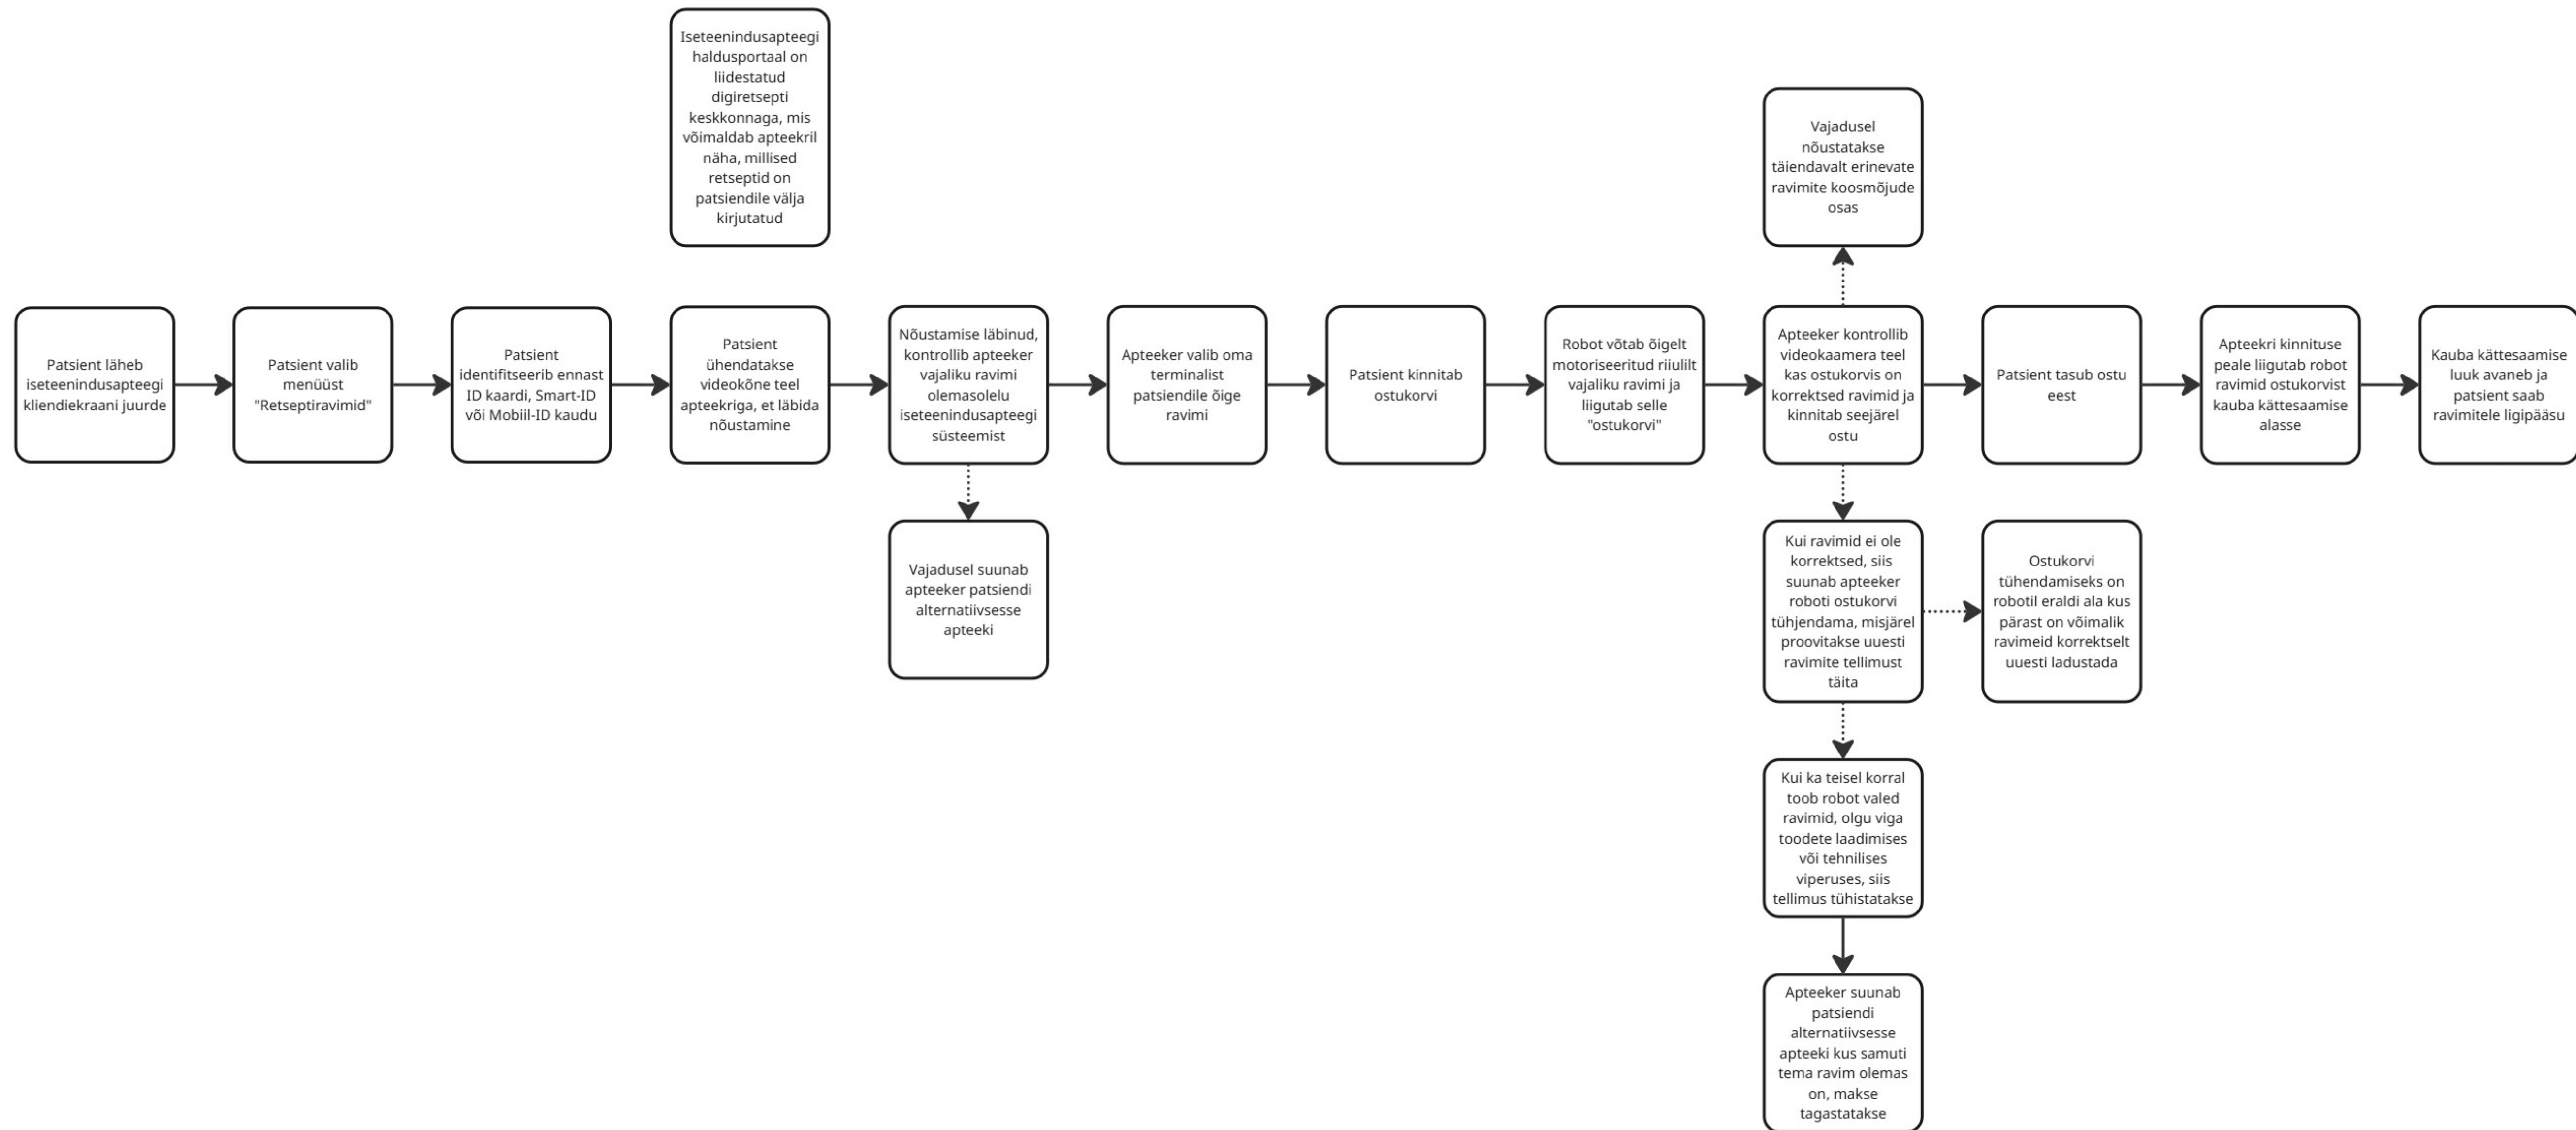 Iseteenindusapteegi
haldusportaal on
liidestatud
digiretsepti
keskkonnaga, mis
võimaldab apteekril
näha, millised
retseptid on
patsiendile välja
kirjutatud
Vajadusel
nõustatakse
täiendavalt erinevate
ravimite koosmõjude
osas
Patsient läheb
iseteenindusapteegi
kliendiekraani juurde
Patsient valib
menüüst
"Retseptiravimid"
Patsient
identifitseerib ennast
ID kaardi, Smart-ID
või Mobiil-ID kaudu
Patsient
ühendatakse
videokõne teel
apteekriga, et läbida
nõustamine
Nõustamise läbinud,
kontrollib apteeker
vajaliku ravimi
olemasolelu
iseteenindusapteegi
süsteemist
Apteeker valib oma
terminalist
patsiendile õige
ravimi
Patsient kinnitab
ostukorvi
Robot võtab õigelt
motoriseeritud riiulilt
vajaliku ravimi ja
liigutab selle
"ostukorvi"
Apteeker kontrollib
videokaamera teel
kas ostukorvis on
korrektsed ravimid ja
kinnitab seejärel
ostu
Patsient tasub ostu
eest
Apteekri kinnituse
peale liigutab robot
ravimid ostukorvist
kauba kättesaamise
alasse
Kauba kättesaamise
luuk avaneb ja
patsient saab
ravimitele ligipääsu
Vajadusel suunab
apteeker patsiendi
alternatiivsesse
apteeki
Kui ravimid ei ole
korrektsed, siis
suunab apteeker
roboti ostukorvi
tühjendama, misjärel
proovitakse uuesti
ravimite tellimust
täita
Ostukorvi
tühendamiseks on
robotil eraldi ala kus
pärast on võimalik
ravimeid korrektselt
uuesti ladustada
Kui ka teisel korral
toob robot valed
ravimid, olgu viga
toodete laadimises
või tehnilises
viperuses, siis
tellimus tühistatakse
Apteeker suunab
patsiendi
alternatiivsesse
apteeki kus samuti
tema ravim olemas
on, makse
tagastatakse